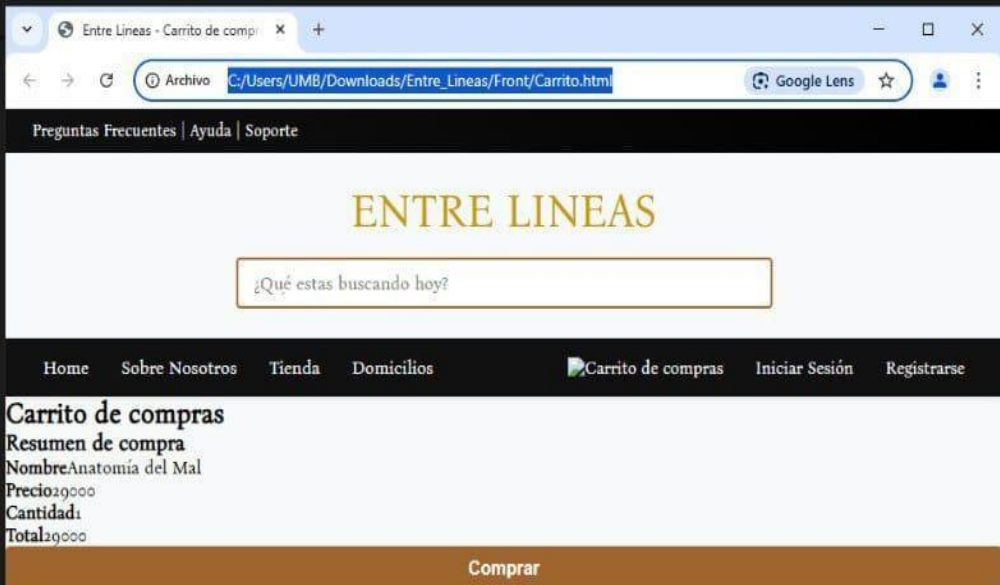 Entre Lineas - Carrito de compr
Archivo C:/Users/UMB/Downloads/Entre_Lineas/Front/Carrito.html Google Lens
Preguntas Frecuentes | Ayuda | Soporte
ENTRE LINEAS
¿Qué estas buscando hoy?
Home Sobre Nosotros Tienda Domicilios Carrito de compras Iniciar Sesión Registrarse
Carrito de compras
Resumen de compra
NombreAnatomía del Mal
Precio29000
Cantidad1
Total29000
Comprar